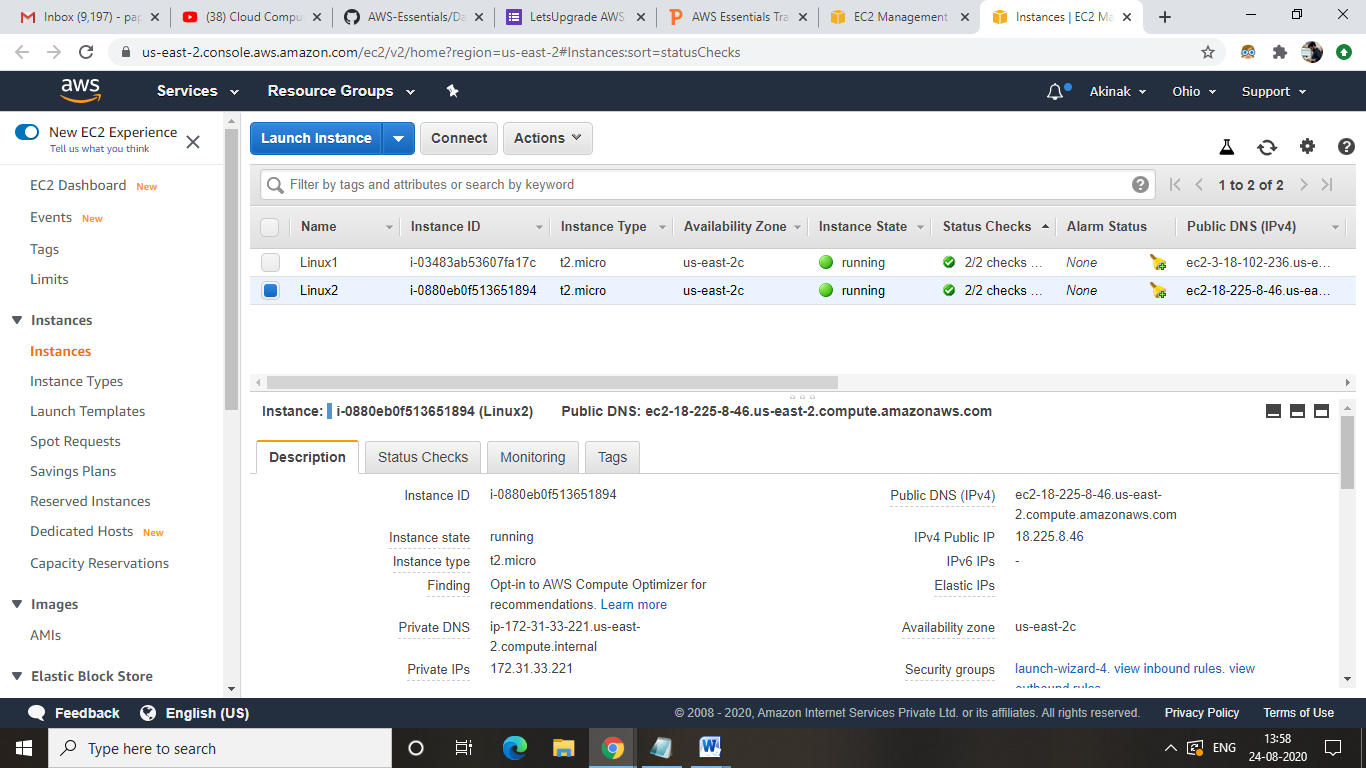 Inbox (9,197) - pap
(38) Cloud Compu
AWS-Essentials/Da
LetsUpgrade AWS
AWS Essentials Tra
EC2 Management
Instances | EC2 Ma
us-east-2.console.aws.amazon.com/ec2/v2/home?region=us-east-2#Instances:sort=statusChecks
aws
Services
Resource Groups
Akinak
Ohio
Support
New EC2 Experience
Tell us what you think
EC2 Dashboard New
Events New
Tags
Limits
Instances
Instances
Instance Types
Launch Templates
Spot Requests
Savings Plans
Reserved Instances
Dedicated Hosts New
Capacity Reservations
Images
AMIs
Elastic Block Store
Launch Instance
Connect
Actions
Filter by tags and attributes or search by keyword
1 to 2 of 2
Name Instance ID Instance Type Availability Zone Instance State Status Checks Alarm Status Public DNS (IPv4)
Linux1 i-03483ab53607fa17c t2.micro us-east-2c running 2/2 checks ... None ec2-3-18-102-236.us-e...
Linux2 i-0880eb0f513651894 t2.micro us-east-2c running 2/2 checks ... None ec2-18-225-8-46.us-ea...
Instance: i-0880eb0f513651894 (Linux2) Public DNS: ec2-18-225-8-46.us-east-2.compute.amazonaws.com
Description
Status Checks
Monitoring
Tags
Instance ID i-0880eb0f513651894
Instance state running
Instance type t2.micro
Finding Opt-in to AWS Compute Optimizer for
recommendations. Learn more
Private DNS ip-172-31-33-221.us-east-
2.compute.internal
Private IPs 172.31.33.221
Public DNS (IPv4) ec2-18-225-8-46.us-east-
2.compute.amazonaws.com
IPv4 Public IP 18.225.8.46
IPv6 IPs -
Elastic IPs
Availability zone us-east-2c
Security groups launch-wizard-4. view inbound rules. view
outbound rules
Feedback
English (US)
© 2008 - 2020, Amazon Internet Services Private Ltd. or its affiliates. All rights reserved.
Privacy Policy
Terms of Use
Type here to search
ENG
13:58
24-08-2020